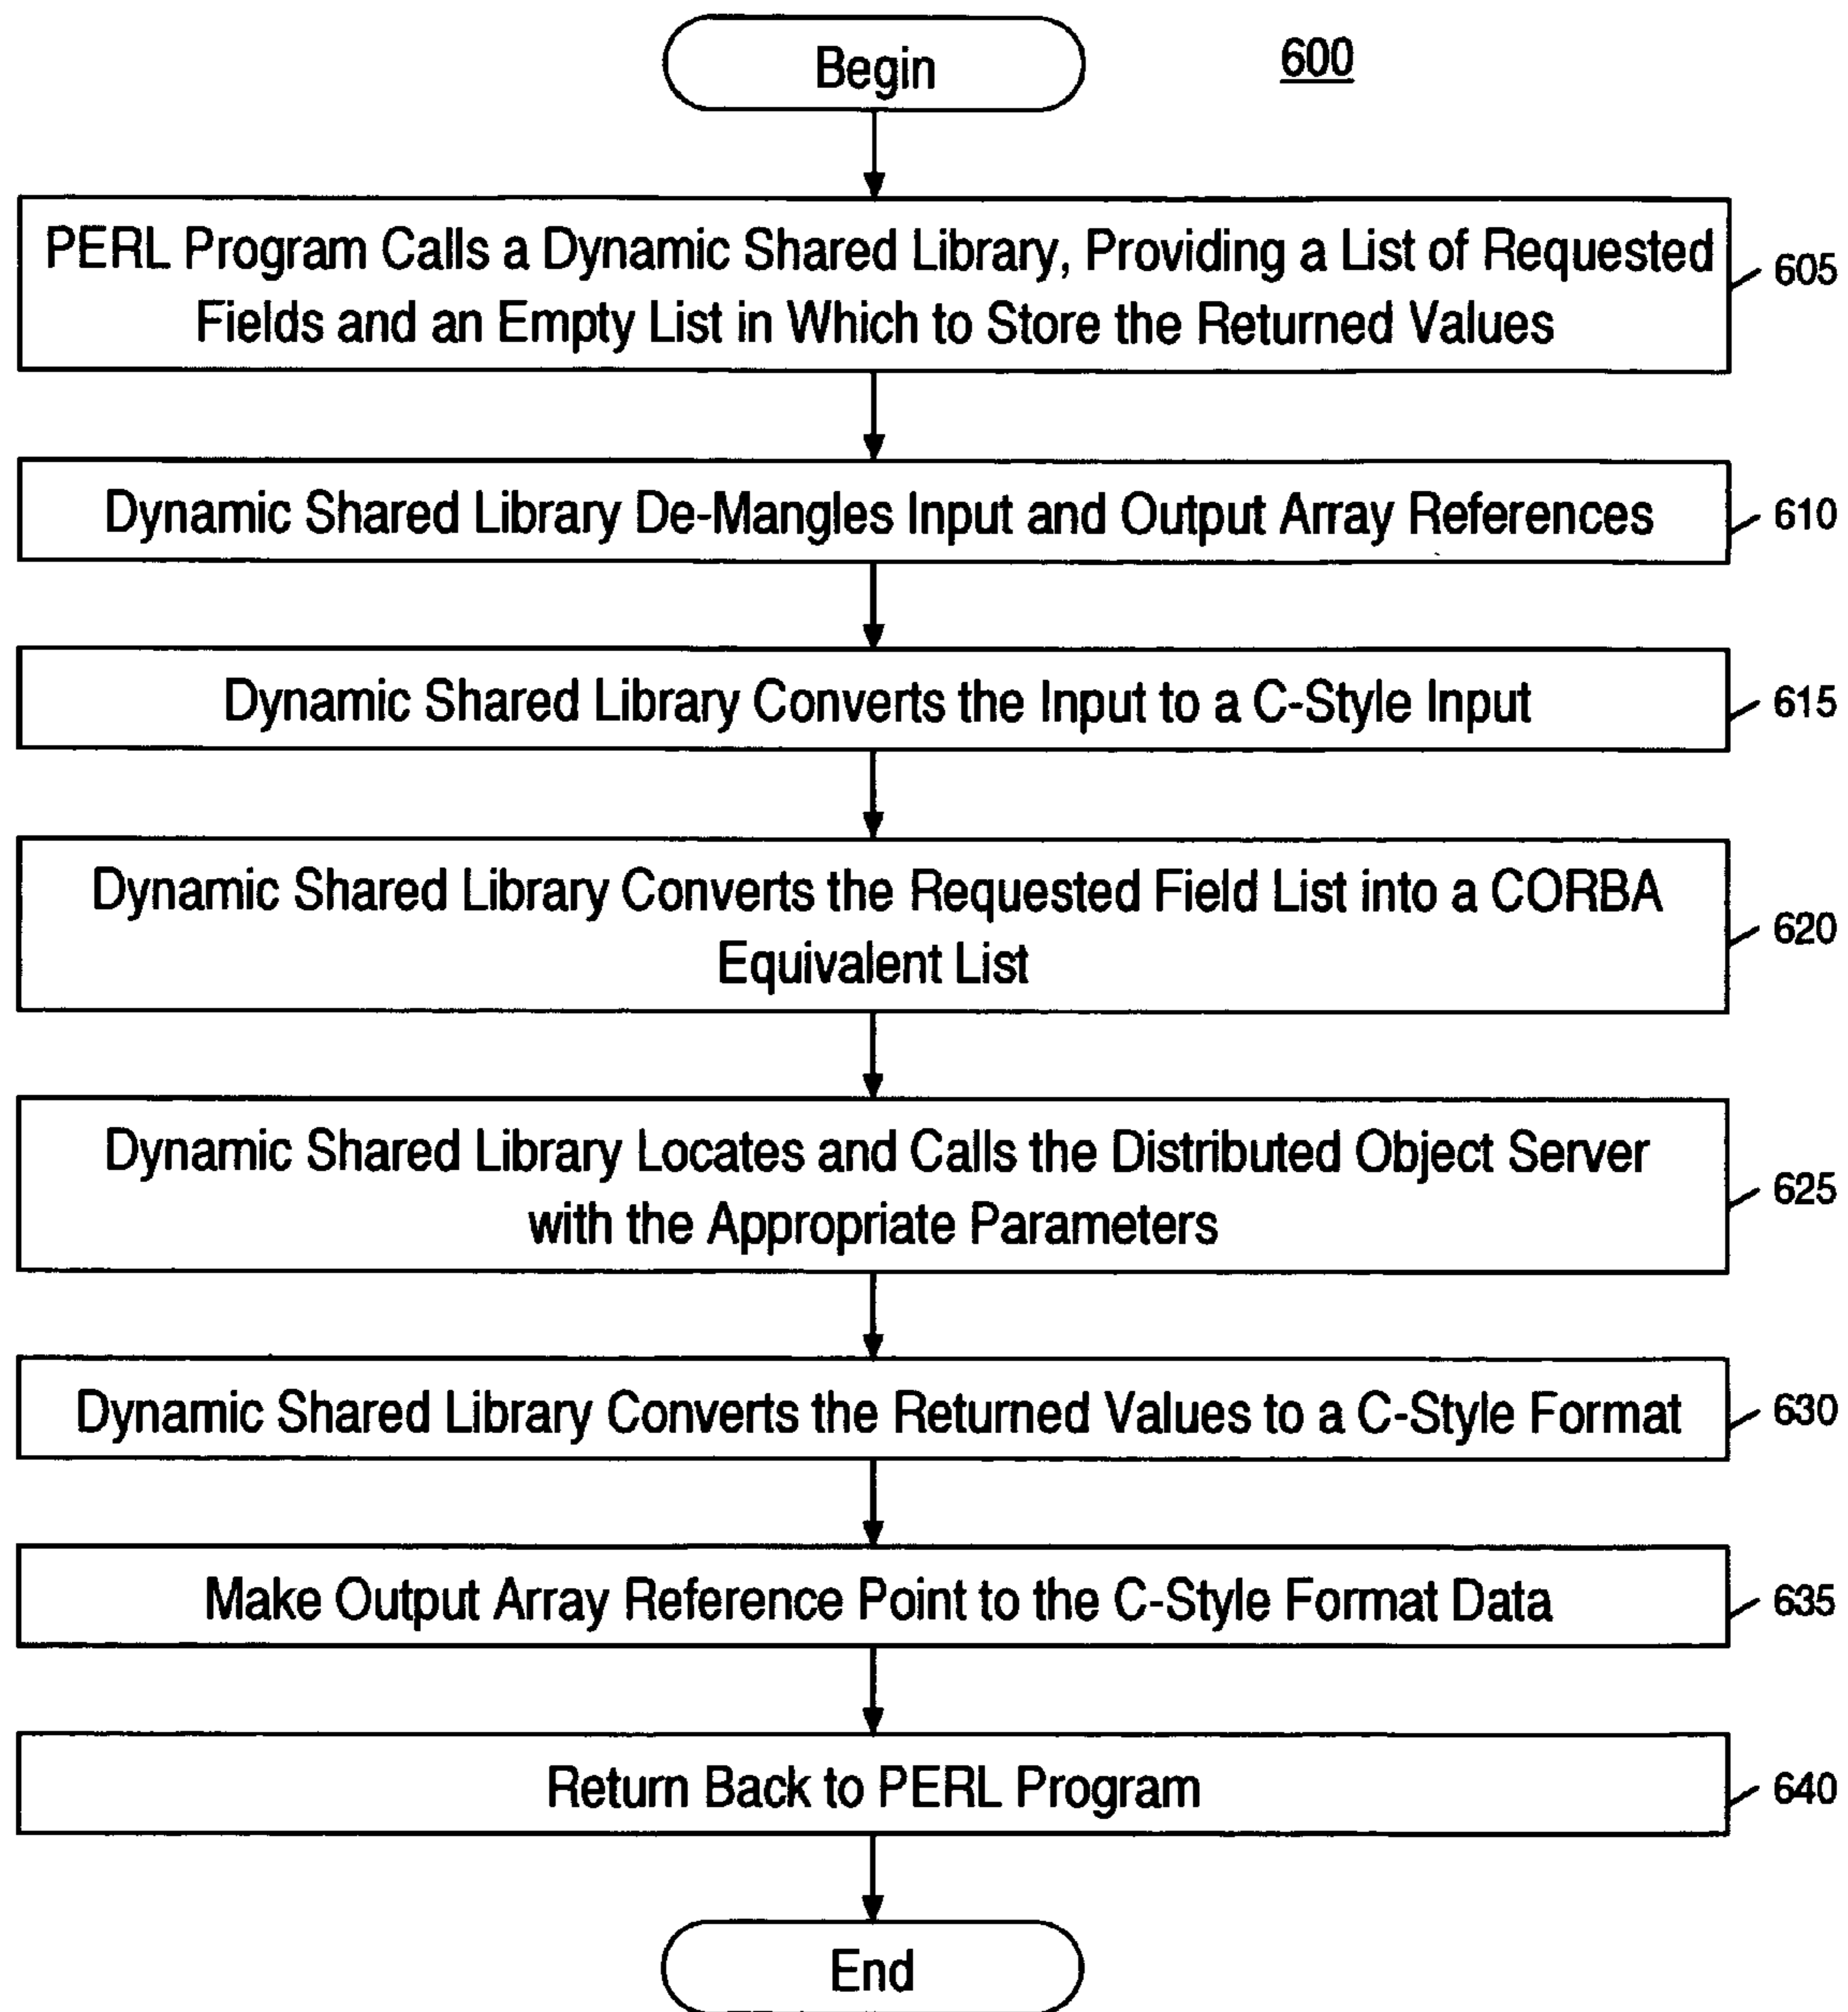 Begin
600
PERL Program Calls a Dynamic Shared Library, Providing a List of Requested
Fields and an Empty List in Which to Store the Returned Values
605
Dynamic Shared Library De-Mangles Input and Output Array References
610
Dynamic Shared Library Converts the Input to a C-Style Input
615
Dynamic Shared Library Converts the Requested Field List into a CORBA
Equivalent List
620
Dynamic Shared Library Locates and Calls the Distributed Object Server
with the Appropriate Parameters
625
Dynamic Shared Library Converts the Returned Values to a C-Style Format
630
Make Output Array Reference Point to the C-Style Format Data
635
Return Back to PERL Program
640
End